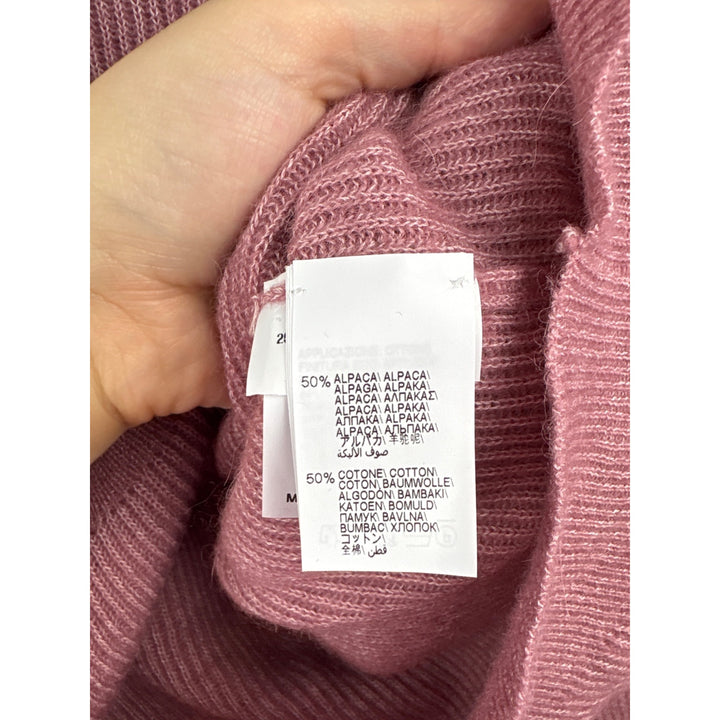 50% ALPACA\ ALPACA\
ALPAGA\ ALPAKA\
ALPACA\ ΑΛΠΑΚΑΣ\
ALPACA\ ALPACA\
АЛПАКА\ ALPAKA\
ALPACA\ АЛЬПАКА\
アルパカ\ 羊驼呢\
صوف الألبكة
50% COTONE\ COTTON\
COTON\ BAUMWOLLE\
ALGODÓN\ BAMBAKI\
KATOEN\ BOMULD\
ПАМУК\ BAVLNA\
BUMBAC\ ХЛОПОК\
コットン\
全棉\ قطن